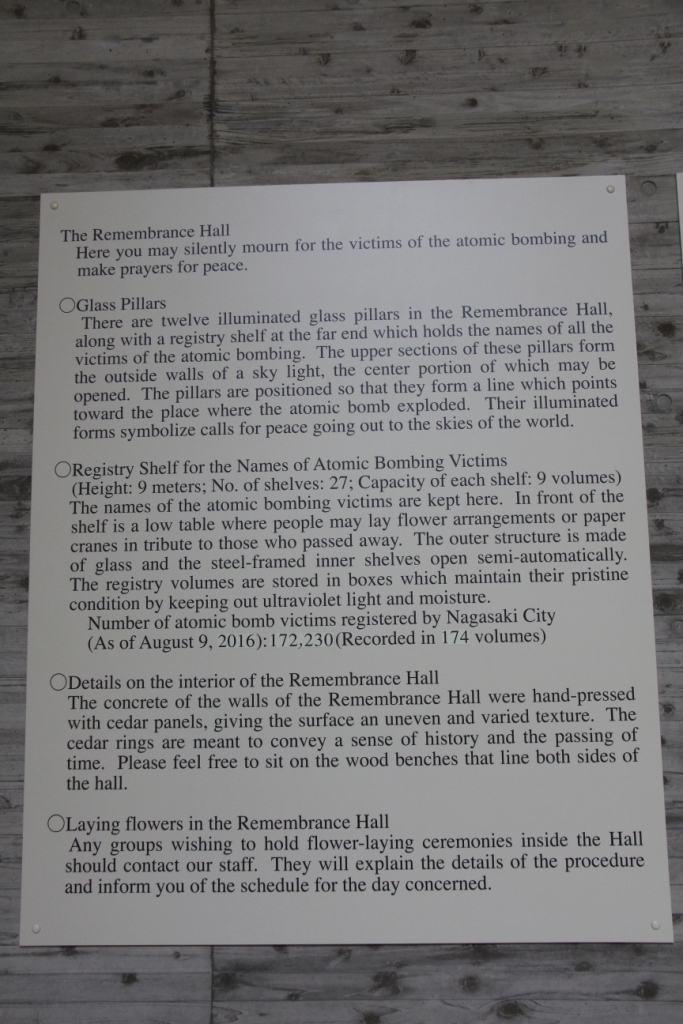 The Remembrance Hall
Here you may silently mourn for the victims of the atomic bombing and
make prayers for peace.
○Glass Pillars
There are twelve illuminated glass pillars in the Remembrance Hall,
along with a registry shelf at the far end which holds the names of all the
victims of the atomic bombing. The upper sections of these pillars form
the outside walls of a sky light, the center portion of which may be
opened. The pillars are positioned so that they form a line which points
toward the place where the atomic bomb exploded. Their illuminated
forms symbolize calls for peace going out to the skies of the world.
○Registry Shelf for the Names of Atomic Bombing Victims
(Height: 9 meters; No. of shelves: 27; Capacity of each shelf: 9 volumes)
The names of the atomic bombing victims are kept here. In front of the
shelf is a low table where people may lay flower arrangements or paper
cranes in tribute to those who passed away. The outer structure is made
of glass and the steel-framed inner shelves open semi-automatically.
The registry volumes are stored in boxes which maintain their pristine
condition by keeping out ultraviolet light and moisture.
Number of atomic bomb victims registered by Nagasaki City
(As of August 9, 2016):172,230(Recorded in 174 volumes)
○Details on the interior of the Remembrance Hall
The concrete of the walls of the Remembrance Hall were hand-pressed
with cedar panels, giving the surface an uneven and varied texture. The
cedar rings are meant to convey a sense of history and the passing of
time. Please feel free to sit on the wood benches that line both sides of
the hall.
○Laying flowers in the Remembrance Hall
Any groups wishing to hold flower-laying ceremonies inside the Hall
should contact our staff. They will explain the details of the procedure
and inform you of the schedule for the day concerned.